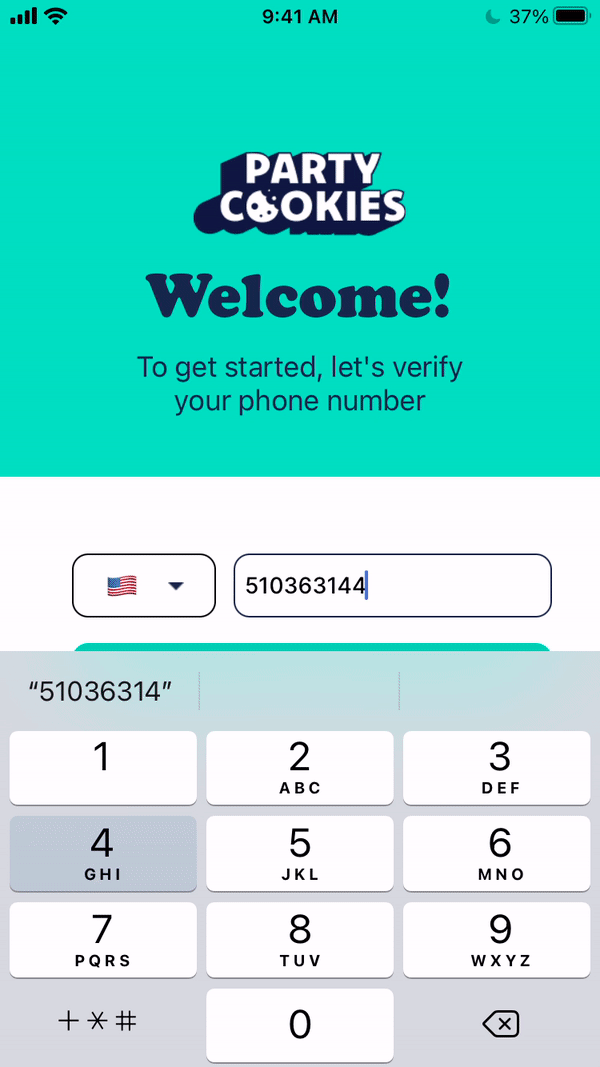 9:41 AM 37%
PARTY
COOKIES
Welcome!
To get started, let's verify
your phone number
510363144
“51036314”
1 2 3
ABC DEF
4 5 6
GHI JKL MNO
7 8 9
PQRS TUV WXYZ
+*# 0